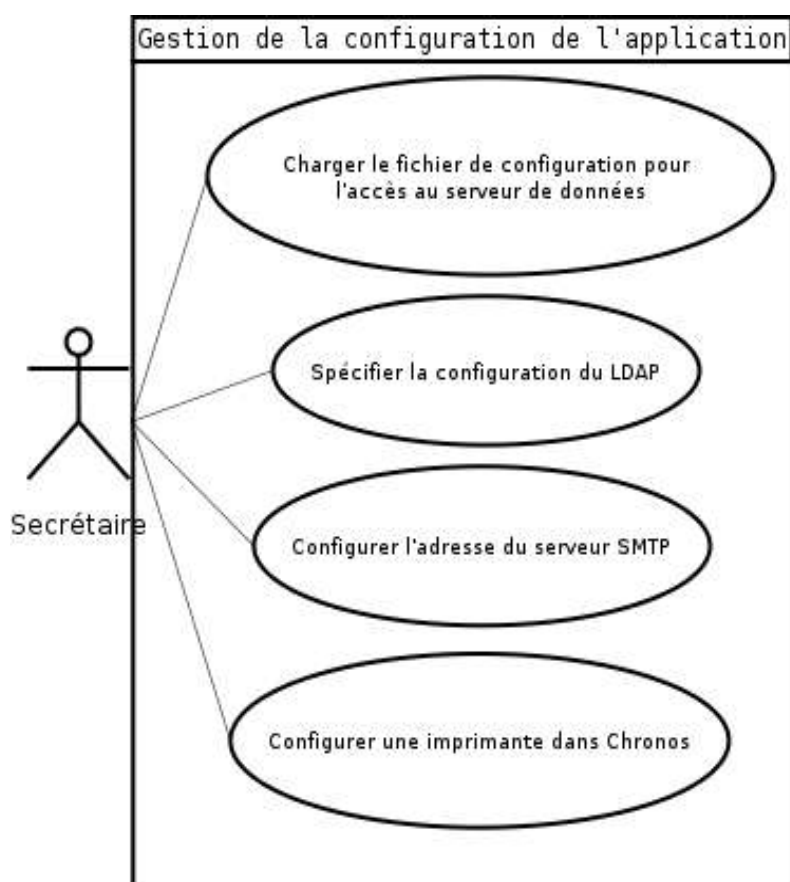 Gestion de la configuration de l'application
Charger le fichier de configuration pour
l'accès au serveur de données
Spécifier la configuration du LDAP
Secrétaire
Configurer l'adresse du serveur SMTP
Configurer une imprimante dans Chronos